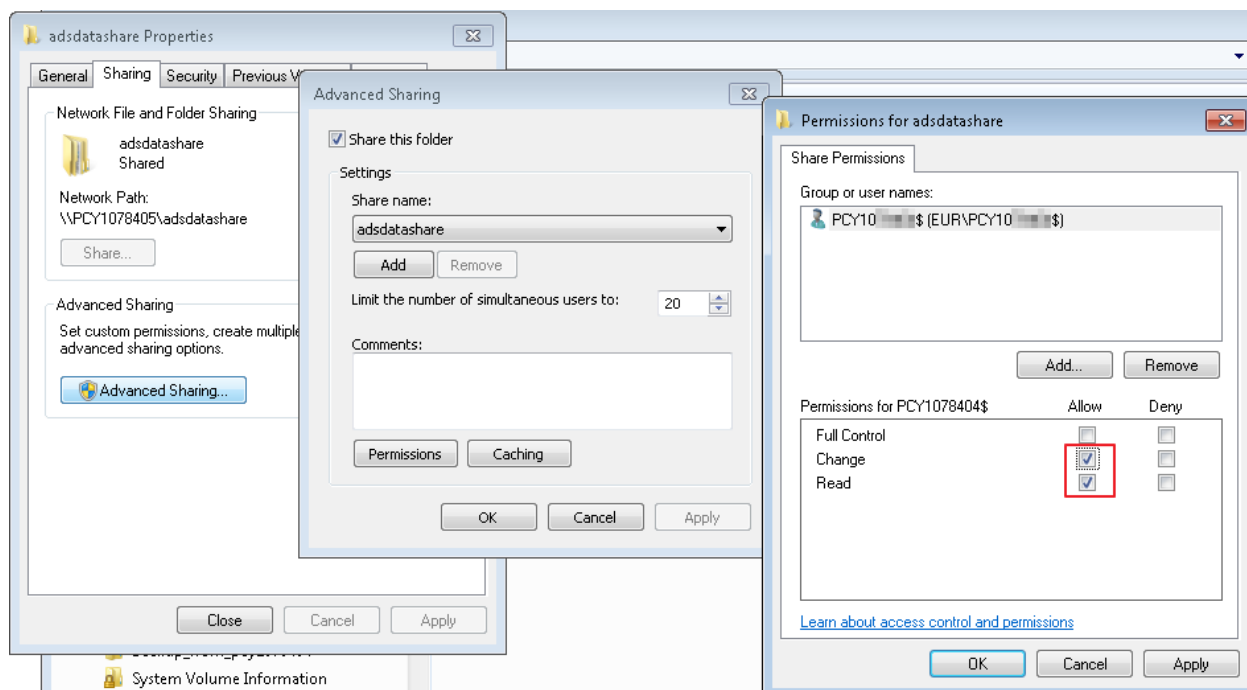 adsdatashare Properties
General Sharing Security Previous V
Network File and Folder Sharing
adsdatashare
Shared
Network Path:
\\PCY1078405\adsdatashare
Share...
Advanced Sharing
Set custom permissions, create multiple
advanced sharing options.
Advanced Sharing...
Close Cancel Apply
System Volume Information
Advanced Sharing
Share this folder
Settings
Share name:
adsdatashare
Add Remove
Limit the number of simultaneous users to: 20
Comments:
Permissions Caching
OK Cancel Apply
Permissions for adsdatashare
Share Permissions
Group or user names:
PCY10 $ (EUR\PCY10 $)
Add... Remove
Permissions for PCY1078404$ Allow Deny
Full Control
Change
Read
Learn about access control and permissions
OK Cancel Apply